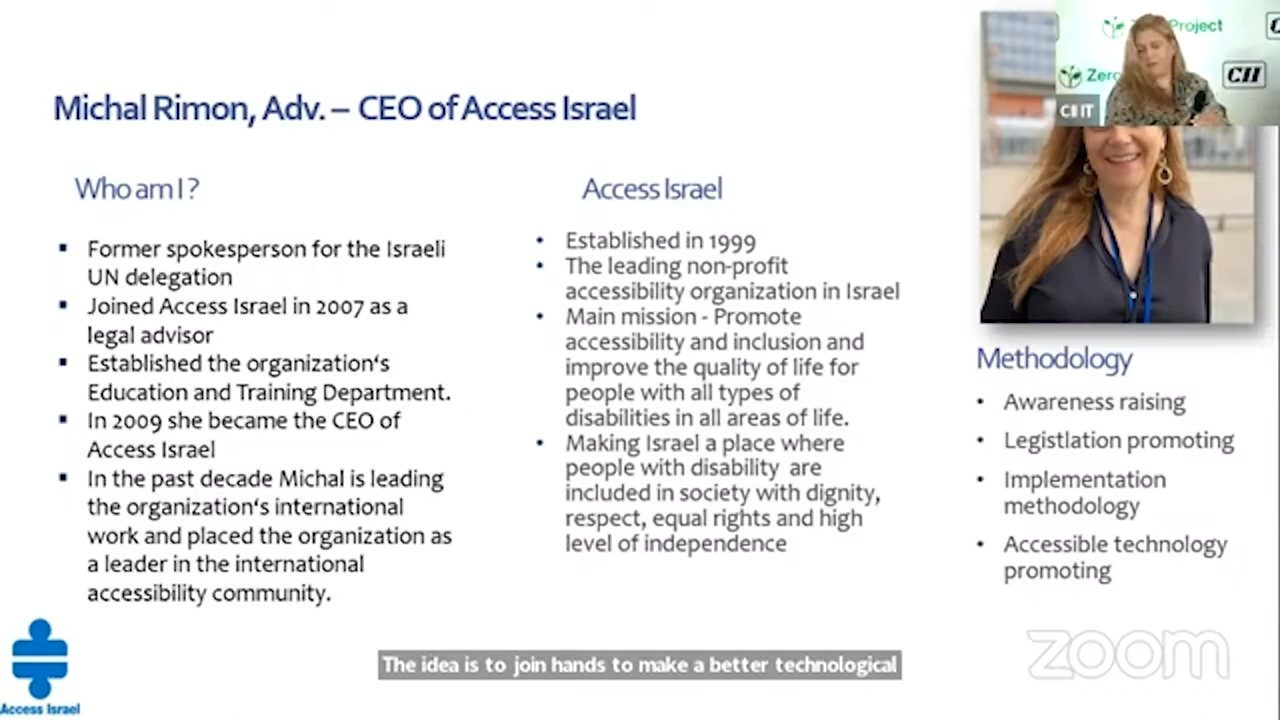 Michal Rimon, Adv. – CEO of Access Israel
Who am I ?
▪ Former spokesperson for the Israeli
UN delegation
▪ Joined Access Israel in 2007 as a
legal advisor
▪ Established the organization‘s
Education and Training Department.
▪ In 2009 she became the CEO of
Access Israel
▪ In the past decade Michal is leading
the organization‘s international
work and placed the organization as
a leader in the international
accessibility community.
Access Israel
• Established in 1999
• The leading non-profit
accessibility organization in Israel
• Main mission - Promote
accessibility and inclusion and
improve the quality of life for
people with all types of
disabilities in all areas of life.
• Making Israel a place where
people with disability are
included in society with dignity,
respect, equal rights and high
level of independence
Project
CII
CII IT
Methodology
• Awareness raising
• Legistlation promoting
• Implementation
methodology
• Accessible technology
promoting
The idea is to join hands to make a better technological
zoom
Access Israel